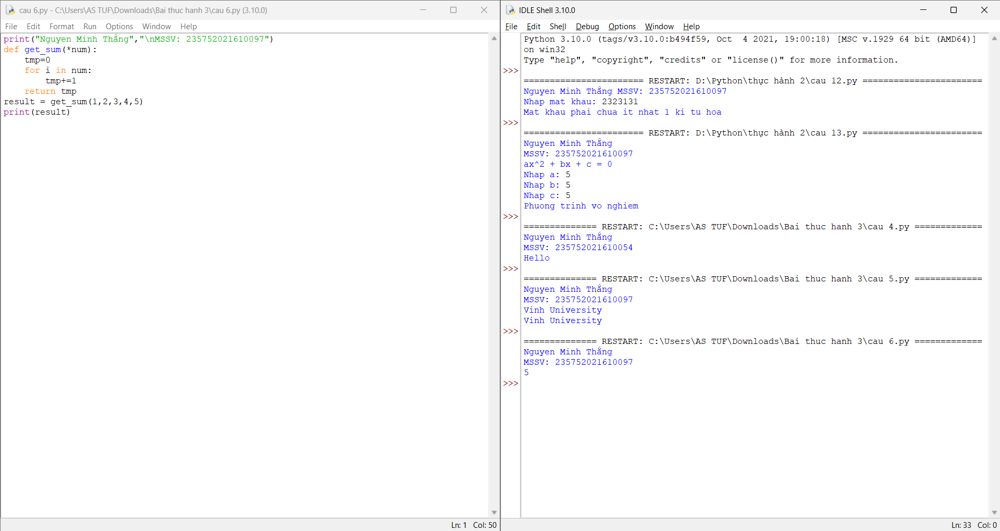 cau 6.py - C:\Users\AS TUF\Downloads\Bai thuc hanh 3\cau 6.py (3.10.0)
File Edit Format Run Options Window Help
print("Nguyen Minh Thắng","\nMSSV: 235752021610097")
def get_sum(*num):
    tmp=0
    for i in num:
        tmp+=1
    return tmp
result = get_sum(1,2,3,4,5)
print(result)
Ln: 1 Col: 50
IDLE Shell 3.10.0
File Edit Shell Debug Options Window Help
Python 3.10.0 (tags/v3.10.0:b494f59, Oct  4 2021, 19:00:18) [MSC v.1929 64 bit (AMD64)]
on win32
Type "help", "copyright", "credits" or "license()" for more information.
>>>
======================= RESTART: D:\Python\thực hành 2\cau 12.py =======================
Nguyen Minh Thắng MSSV: 235752021610097
Nhap mat khau: 2323131
Mat khau phai chua it nhat 1 ki tu hoa
>>>
======================= RESTART: D:\Python\thực hành 2\cau 13.py =======================
Nguyen Minh Thắng
MSSV: 235752021610097
ax^2 + bx + c = 0
Nhap a: 5
Nhap b: 5
Nhap c: 5
Phuong trinh vo nghiem
>>>
============== RESTART: C:\Users\AS TUF\Downloads\Bai thuc hanh 3\cau 4.py =============
Nguyen Minh Thắng
MSSV: 235752021610054
Hello
>>>
============== RESTART: C:\Users\AS TUF\Downloads\Bai thuc hanh 3\cau 5.py =============
Nguyen Minh Thắng
MSSV: 235752021610097
Vinh University
Vinh University
>>>
============== RESTART: C:\Users\AS TUF\Downloads\Bai thuc hanh 3\cau 6.py =============
Nguyen Minh Thắng
MSSV: 235752021610097
5
>>>
Ln: 33 Col: 0